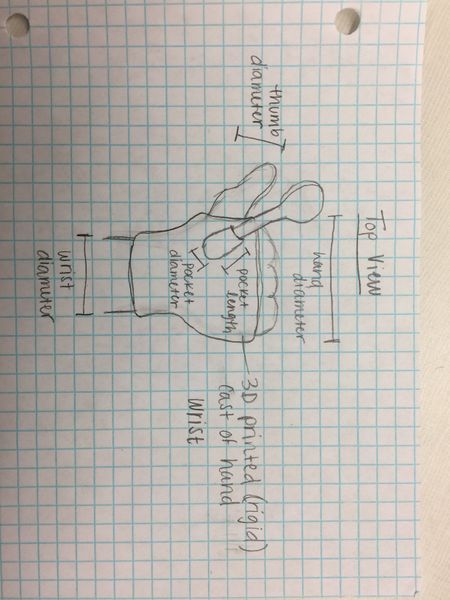 Top View
hand
diameter
thumb
diameter
pocket
length
3D printed (rigid)
cast of hand
wrist
pocket
diameter
wrist
diameter